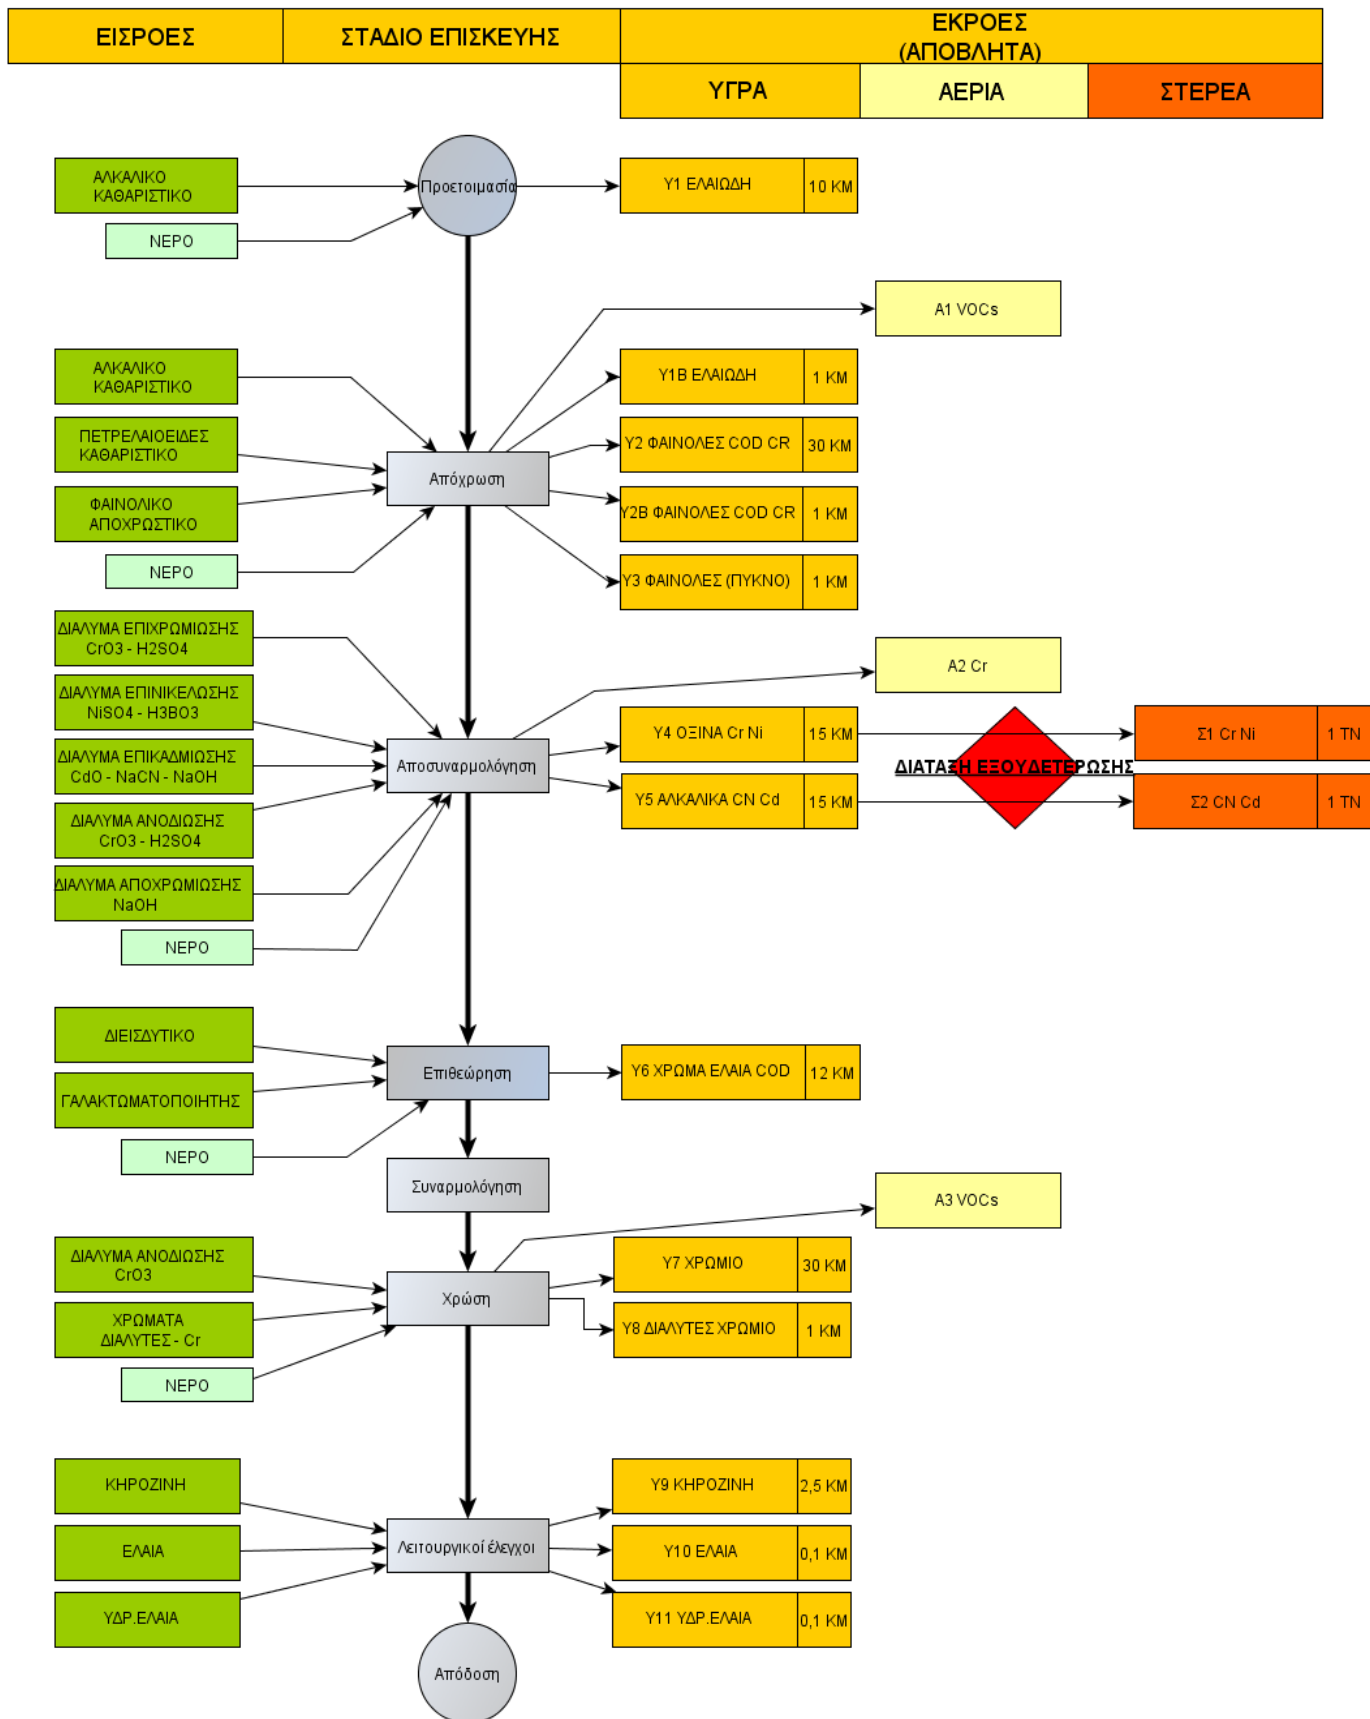 ΕΙΣΡΟΕΣ
ΣΤΑΔΙΟ ΕΠΙΣΚΕΥΗΣ
ΕΚΡΟΕΣ
(ΑΠΟΒΛΗΤΑ)
ΥΓΡΑ
ΑΕΡΙΑ
ΣΤΕΡΕΑ
ΑΛΚΑΛΙΚΟ
ΚΑΘΑΡΙΣΤΙΚΟ
ΝΕΡΟ
Προετοιμασία
Υ1 ΕΛΑΙΩΔΗ
10 ΚΜ
Α1 VOCs
ΑΛΚΑΛΙΚΟ
ΚΑΘΑΡΙΣΤΙΚΟ
ΠΕΤΡΕΛΑΙΟΕΙΔΕΣ
ΚΑΘΑΡΙΣΤΙΚΟ
ΦΑΙΝΟΛΙΚΟ
ΑΠΟΧΡΩΣΤΙΚΟ
ΝΕΡΟ
Απόχρωση
Υ1Β ΕΛΑΙΩΔΗ
1 ΚΜ
Υ2 ΦΑΙΝΟΛΕΣ COD CR
30 ΚΜ
Υ2Β ΦΑΙΝΟΛΕΣ COD CR
1 ΚΜ
Υ3 ΦΑΙΝΟΛΕΣ (ΠΥΚΝΟ)
1 ΚΜ
ΔΙΑΛΥΜΑ ΕΠΙΧΡΩΜΙΩΣΗΣ
CrO3 - H2SO4
ΔΙΑΛΥΜΑ ΕΠΙΝΙΚΕΛΩΣΗΣ
NiSO4 - H3BO3
ΔΙΑΛΥΜΑ ΕΠΙΚΑΔΜΙΩΣΗΣ
CdO - NaCN - NaOH
ΔΙΑΛΥΜΑ ΑΝΟΔΙΩΣΗΣ
CrO3 - H2SO4
ΔΙΑΛΥΜΑ ΑΠΟΧΡΩΜΙΩΣΗΣ
NaOH
ΝΕΡΟ
Αποσυναρμολόγηση
Α2 Cr
Υ4 ΟΞΙΝΑ Cr Ni
15 ΚΜ
Υ5 ΑΛΚΑΛΙΚΑ CN Cd
15 ΚΜ
ΔΙΑΤΑΞΗ ΕΞΟΥΔΕΤΕΡΩΣΗΣ
Σ1 Cr Ni
1 TN
Σ2 CN Cd
1 TN
ΔΙΕΙΣΔΥΤΙΚΟ
ΓΑΛΑΚΤΩΜΑΤΟΠΟΙΗΤΗΣ
ΝΕΡΟ
Επιθεώρηση
Υ6 ΧΡΩΜΑ ΕΛΑΙΑ COD
12 ΚΜ
Συναρμολόγηση
Α3 VOCs
ΔΙΑΛΥΜΑ ΑΝΟΔΙΩΣΗΣ
CrO3
ΧΡΩΜΑΤΑ
ΔΙΑΛΥΤΕΣ - Cr
ΝΕΡΟ
Χρώση
Υ7 ΧΡΩΜΙΟ
30 ΚΜ
Υ8 ΔΙΑΛΥΤΕΣ ΧΡΩΜΙΟ
1 ΚΜ
ΚΗΡΟΖΙΝΗ
ΕΛΑΙΑ
ΥΔΡ.ΕΛΑΙΑ
Λειτουργικοί έλεγχοι
Υ9 ΚΗΡΟΖΙΝΗ
2,5 ΚΜ
Υ10 ΕΛΑΙΑ
0,1 ΚΜ
Υ11 ΥΔΡ.ΕΛΑΙΑ
0,1 ΚΜ
Απόδοση